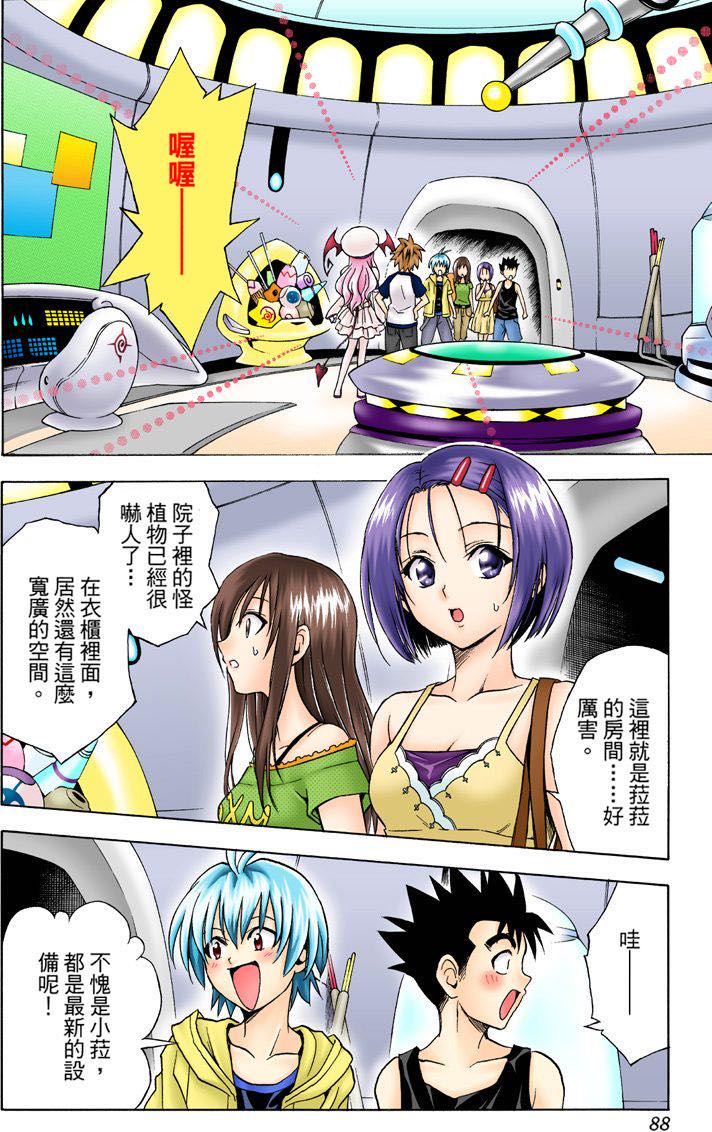 喔喔——
這裡就是菈菈
的房間……好
厲害。
院子裡的怪
植物已經很
嚇人了…
在衣櫃裡面，
居然還有這麼
寬廣的空間。
哇——
不愧是小菈，
都是最新的設
備呢！
88